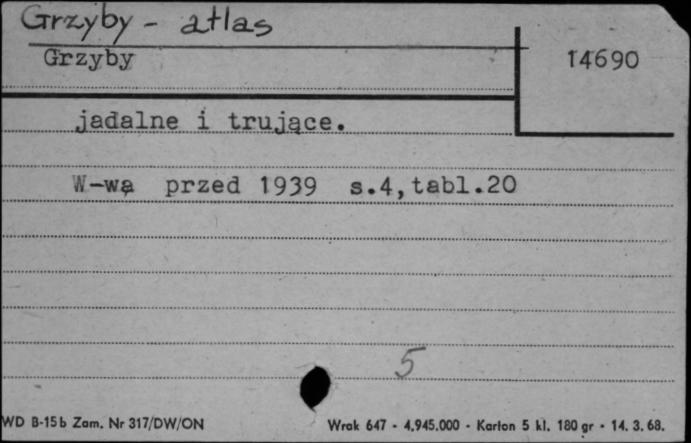 Grzyby - atlas
Grzyby
14690
jadalne i trujące.
W-wa przed 1939 s.4, tabl.20
5
WD B-15b Zam. Nr 317/DW/ON
Wrak 647 - 4.945.000 - Karton 5 kl. 180 gr - 14. 3. 68.